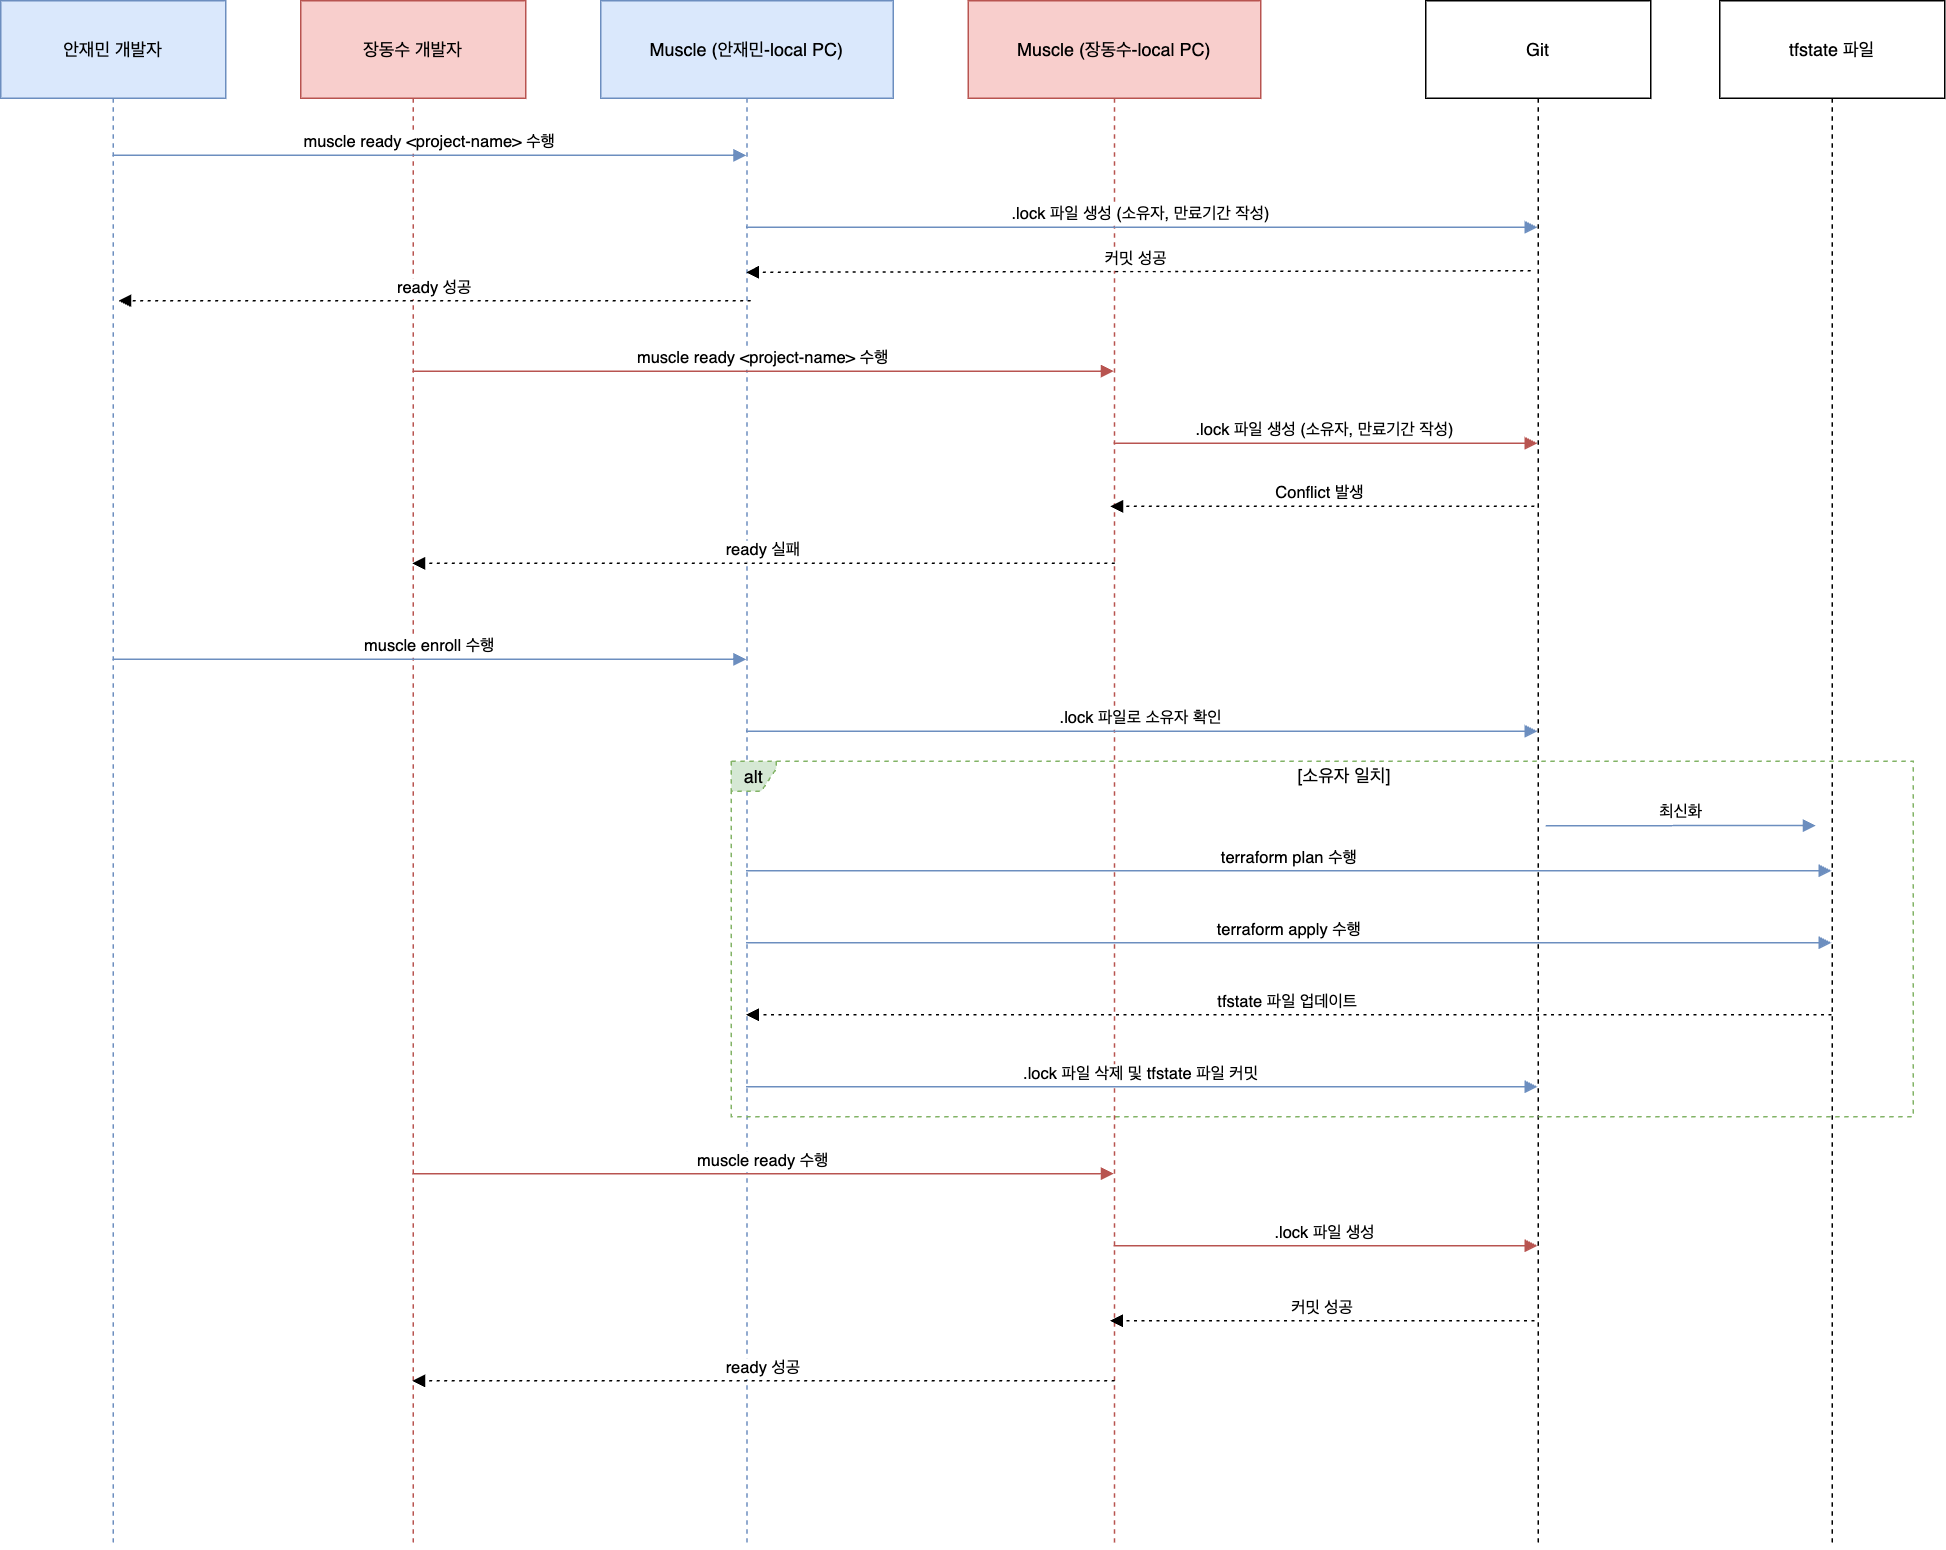 안재민 개발자
장동수 개발자
Muscle (안재민-local PC)
Muscle (장동수-local PC)
Git
tfstate 파일
muscle ready <project-name> 수행
.lock 파일 생성 (소유자, 만료기간 작성)
커밋 성공
ready 성공
muscle ready <project-name> 수행
.lock 파일 생성 (소유자, 만료기간 작성)
Conflict 발생
ready 실패
muscle enroll 수행
.lock 파일로 소유자 확인
alt
[소유자 일치]
최신화
terraform plan 수행
terraform apply 수행
tfstate 파일 업데이트
.lock 파일 삭제 및 tfstate 파일 커밋
muscle ready 수행
.lock 파일 생성
커밋 성공
ready 성공